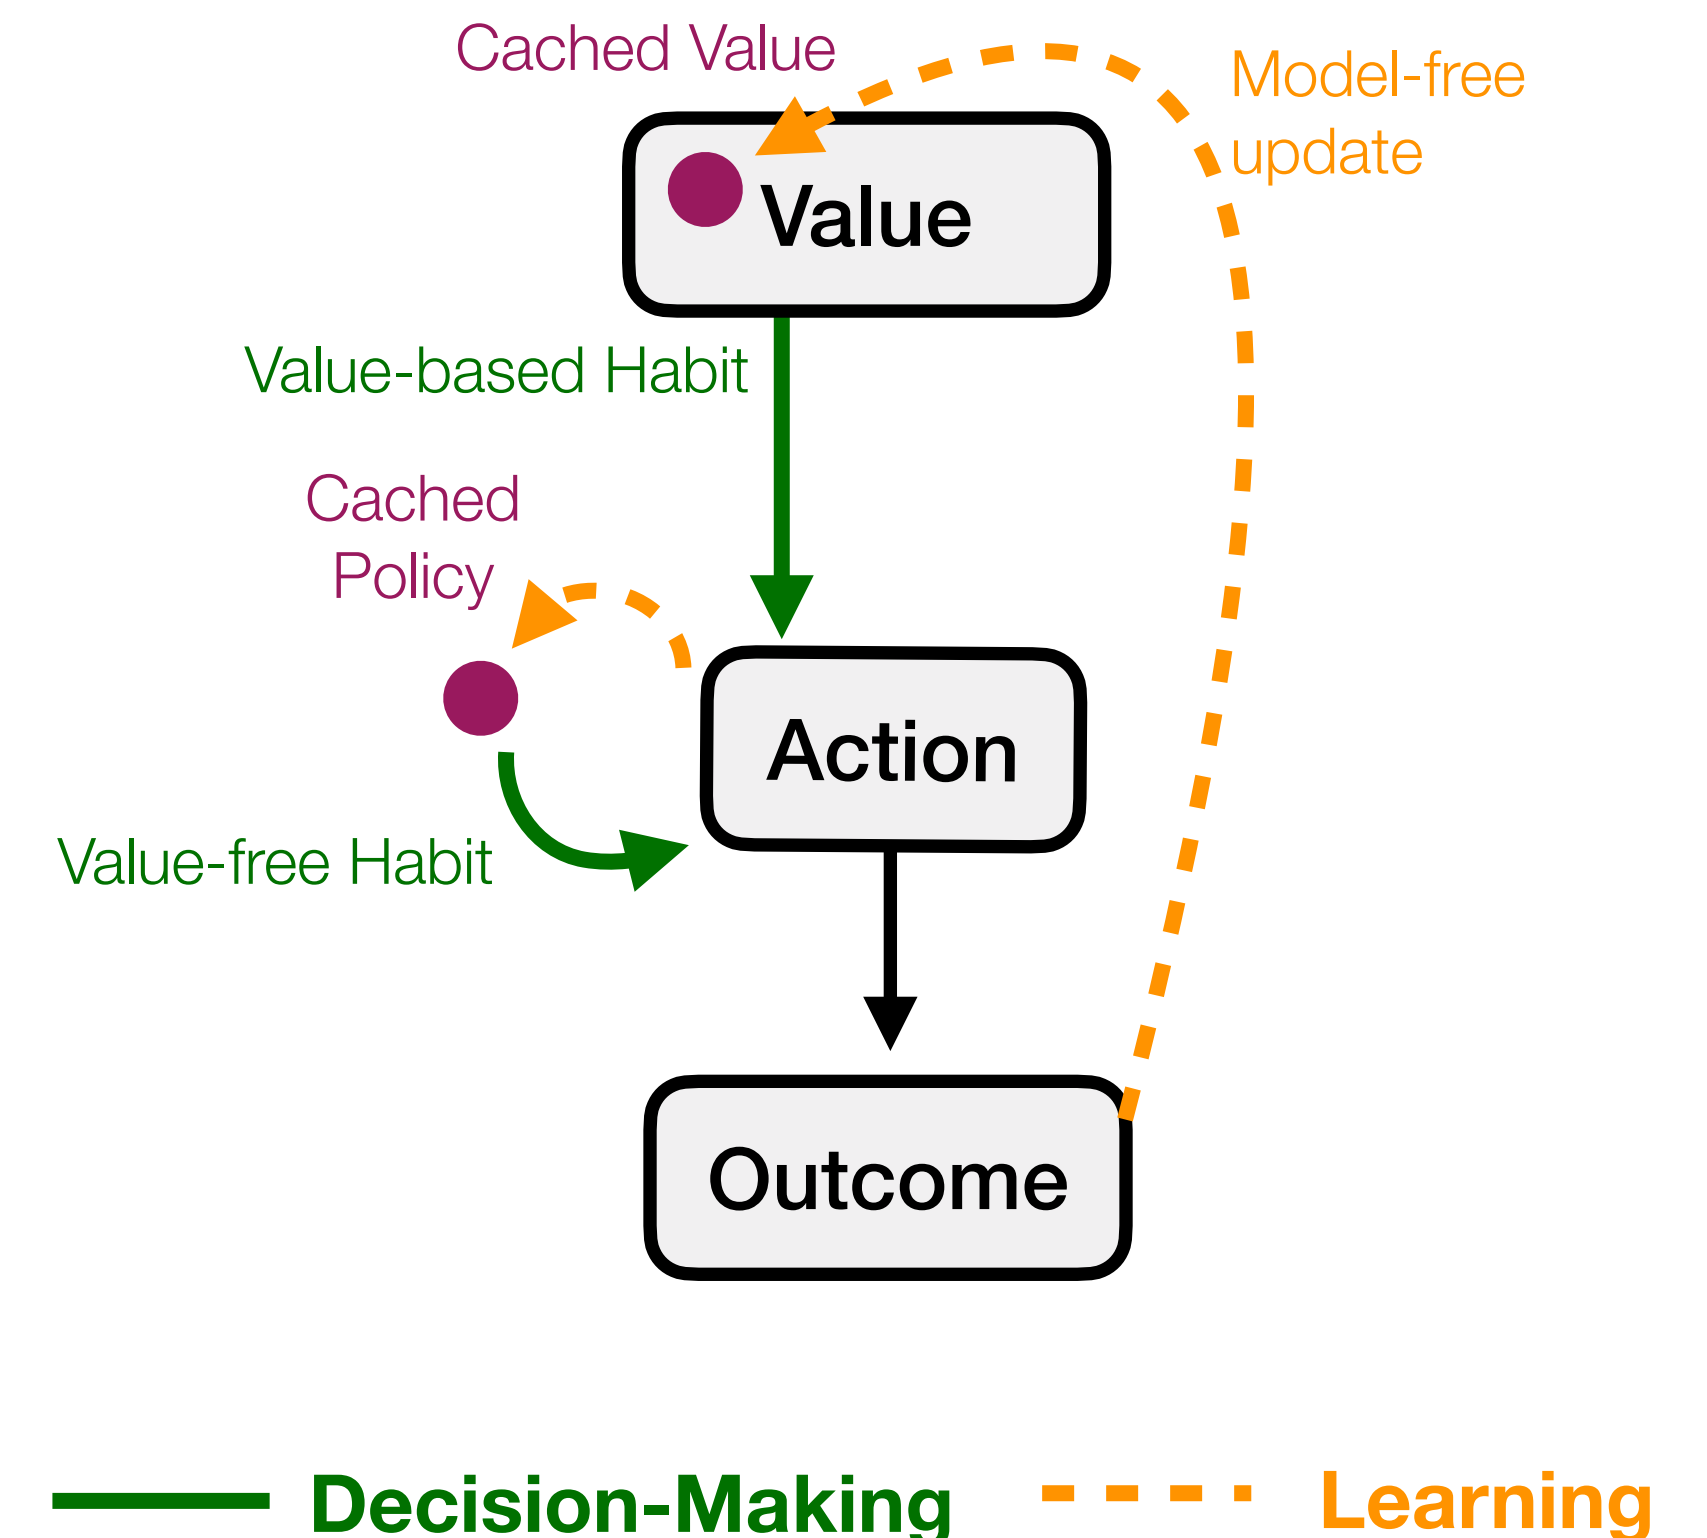 Cached Value
Model-free
update
Value
Value-based Habit
Cached
Policy
Action
Value-free Habit
Outcome
Decision-Making
Learning